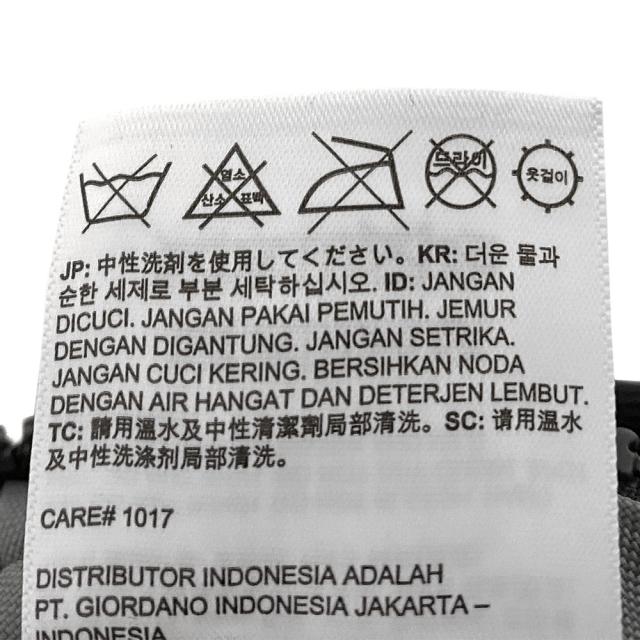 염소
산소 표백
드라이
옷걸이
JP: 中性洗剤を使用してください。KR: 더운 물과
순한 세제로 부분 세탁하십시오. ID: JANGAN
DICUCI. JANGAN PAKAI PEMUTIH. JEMUR
DENGAN DIGANTUNG. JANGAN SETRIKA.
JANGAN CUCI KERING. BERSIHKAN NODA
DENGAN AIR HANGAT DAN DETERJEN LEMBUT.
TC: 請用溫水及中性清潔劑局部清洗。SC: 请用温水
及中性洗涤剂局部清洗。
CARE# 1017
DISTRIBUTOR INDONESIA ADALAH
PT. GIORDANO INDONESIA JAKARTA –
INDONESIA